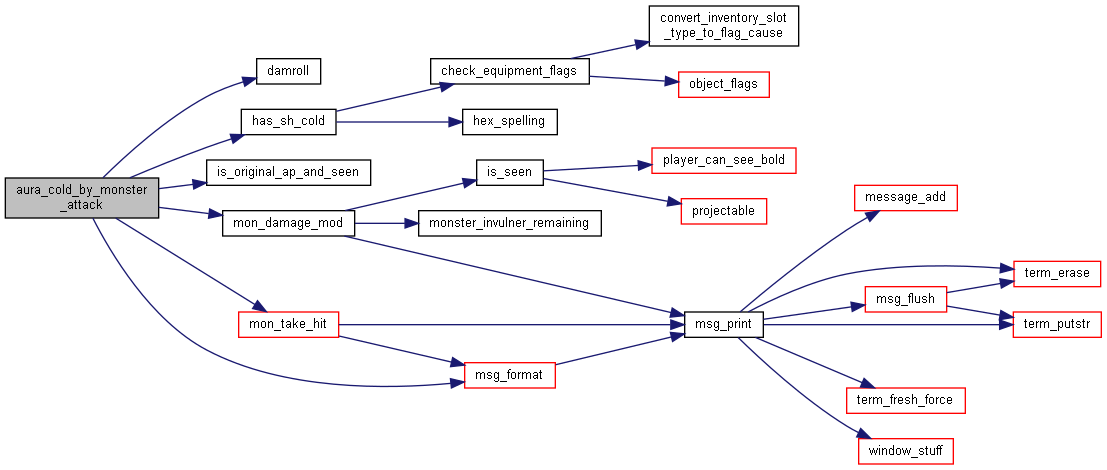 convert_inventory_slot
_type_to_flag_cause
damroll
check_equipment_flags
object_flags
has_sh_cold
hex_spelling
player_can_see_bold
is_original_ap_and_seen
is_seen
aura_cold_by_monster
_attack
message_add
projectable
mon_damage_mod
monster_invulner_remaining
term_erase
msg_flush
mon_take_hit
msg_print
term_putstr
msg_format
term_fresh_force
window_stuff